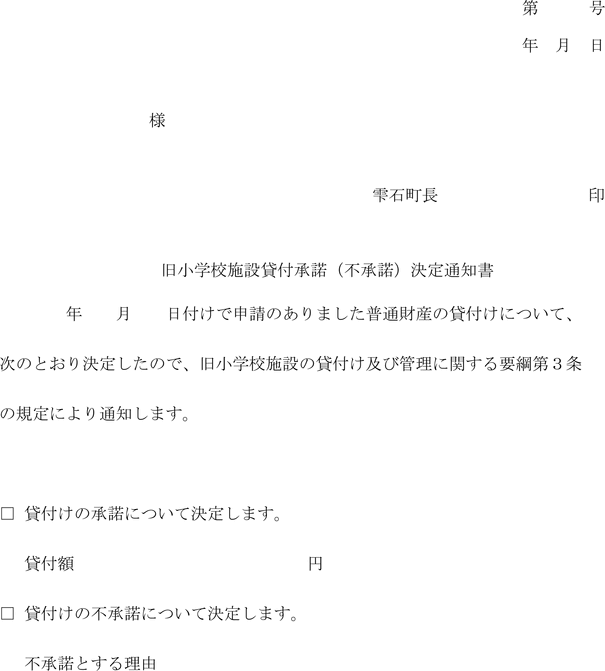 第　　　号
年　月　日
様
雫石町長　　　　　　　　　印
旧小学校施設貸付承諾（不承諾）決定通知書
年　　月　　日付けで申請のありました普通財産の貸付けについて、
次のとおり決定したので、旧小学校施設の貸付け及び管理に関する要綱第３条
の規定により通知します。
□ 貸付けの承諾について決定します。
貸付額　　　　　　　　　　　　　　円
□ 貸付けの不承諾について決定します。
不承諾とする理由